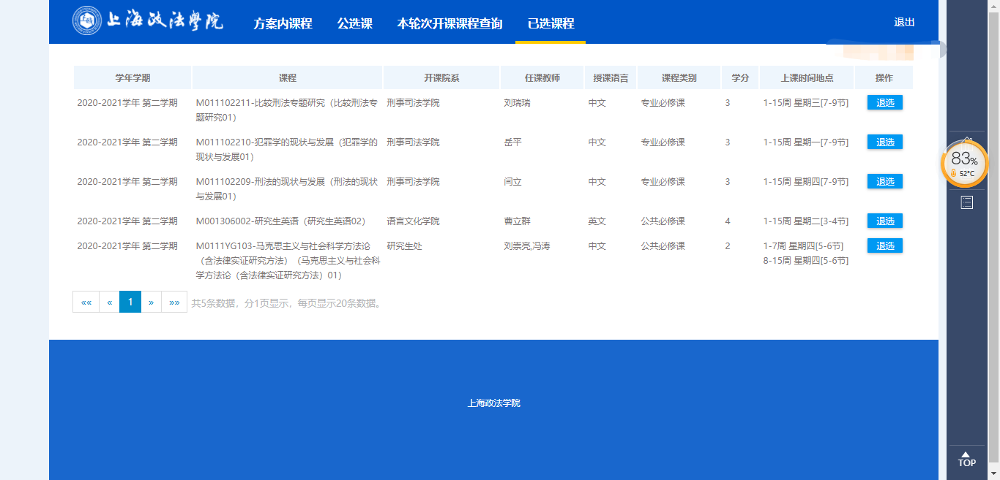 上海政法學院
方案内课程 公选课 本轮次开课课程查询 已选课程 退出
学年学期 课程 开课院系 任课教师 授课语言 课程类别 学分 上课时间地点 操作
2020-2021学年 第二学期 M011102211-比较刑法专题研究（比较刑法专 刑事司法学院 刘瑞瑞 中文 专业必修课 3 1-15周 星期三[7-9节] 退选
题研究01）
2020-2021学年 第二学期 M011102210-犯罪学的现状与发展（犯罪学的 刑事司法学院 岳平 中文 专业必修课 3 1-15周 星期一[7-9节] 退选
现状与发展01）
2020-2021学年 第二学期 M011102209-刑法的现状与发展（刑法的现状 刑事司法学院 闫立 中文 专业必修课 3 1-15周 星期四[7-9节] 退选
与发展01）
2020-2021学年 第二学期 M001306002-研究生英语（研究生英语02） 语言文化学院 曹立群 英文 公共必修课 4 1-15周 星期二[3-4节] 退选
2020-2021学年 第二学期 M0111YG103-马克思主义与社会科学方法论 研究生处 刘崇亮,冯涛 中文 公共必修课 2 1-7周 星期四[5-6节] 退选
（含法律实证研究方法）（马克思主义与社会科 8-15周 星期四[5-6节]
学方法论（含法律实证研究方法）01）
«« « 1 » »» 共5条数据，分1页显示，每页显示20条数据。
上海政法学院
83%
52°C
TOP